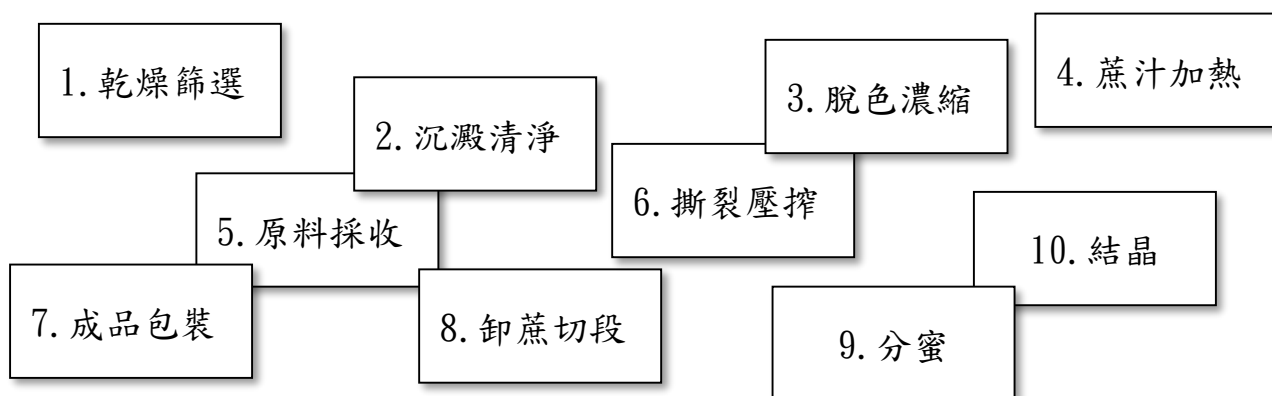 1.乾燥篩選
2.沉澱清淨
3.脫色濃縮
4.蔗汁加熱
5.原料採收
6.撕裂壓搾
7.成品包裝
8.卸蔗切段
9.分蜜
10.結晶